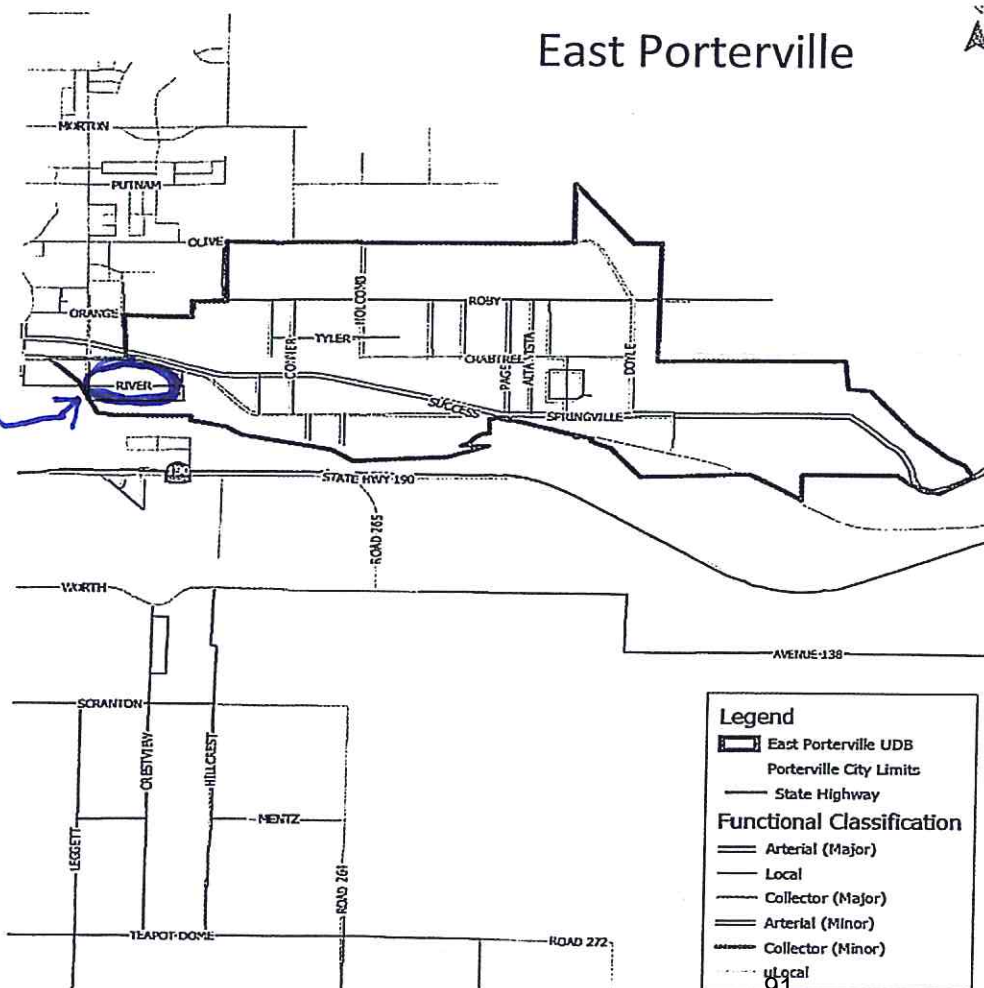 East Porterville
MORTON
PUTNAM
OLIVE
HOLCOMB
ROBY
ORANGE
TYLER
CONNER
CRABTREE
PAGE
ALTA VISTA
DOYLE
RIVER
SUCCESS
SPRINGVILLE
190
STATE HWY 190
ROAD 265
WORTH
AVENUE 138
SCRANTON
CRESTVIEW
HILLCREST
LEGGETT
MENTZ
ROAD 264
TEAPOT DOME
ROAD 272
Legend
East Porterville UDB
Porterville City Limits
State Highway
Functional Classification
Arterial (Major)
Local
Collector (Major)
Arterial (Minor)
Collector (Minor)
uLocal
91